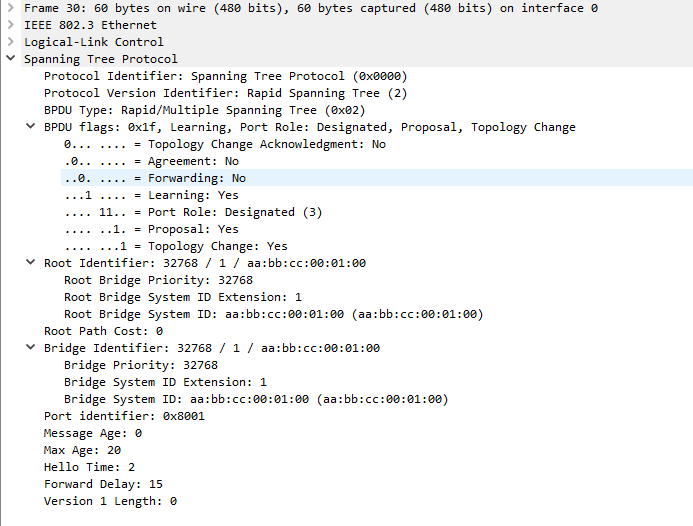 Frame 30: 60 bytes on wire (480 bits), 60 bytes captured (480 bits) on interface 0
IEEE 802.3 Ethernet
Logical-Link Control
Spanning Tree Protocol
Protocol Identifier: Spanning Tree Protocol (0x0000)
Protocol Version Identifier: Rapid Spanning Tree (2)
BPDU Type: Rapid/Multiple Spanning Tree (0x02)
BPDU flags: 0x1f, Learning, Port Role: Designated, Proposal, Topology Change
0... .... = Topology Change Acknowledgment: No
.0.. .... = Agreement: No
..0. .... = Forwarding: No
...1 .... = Learning: Yes
.... 11.. = Port Role: Designated (3)
.... ..1. = Proposal: Yes
.... ...1 = Topology Change: Yes
Root Identifier: 32768 / 1 / aa:bb:cc:00:01:00
Root Bridge Priority: 32768
Root Bridge System ID Extension: 1
Root Bridge System ID: aa:bb:cc:00:01:00 (aa:bb:cc:00:01:00)
Root Path Cost: 0
Bridge Identifier: 32768 / 1 / aa:bb:cc:00:01:00
Bridge Priority: 32768
Bridge System ID Extension: 1
Bridge System ID: aa:bb:cc:00:01:00 (aa:bb:cc:00:01:00)
Port identifier: 0x8001
Message Age: 0
Max Age: 20
Hello Time: 2
Forward Delay: 15
Version 1 Length: 0